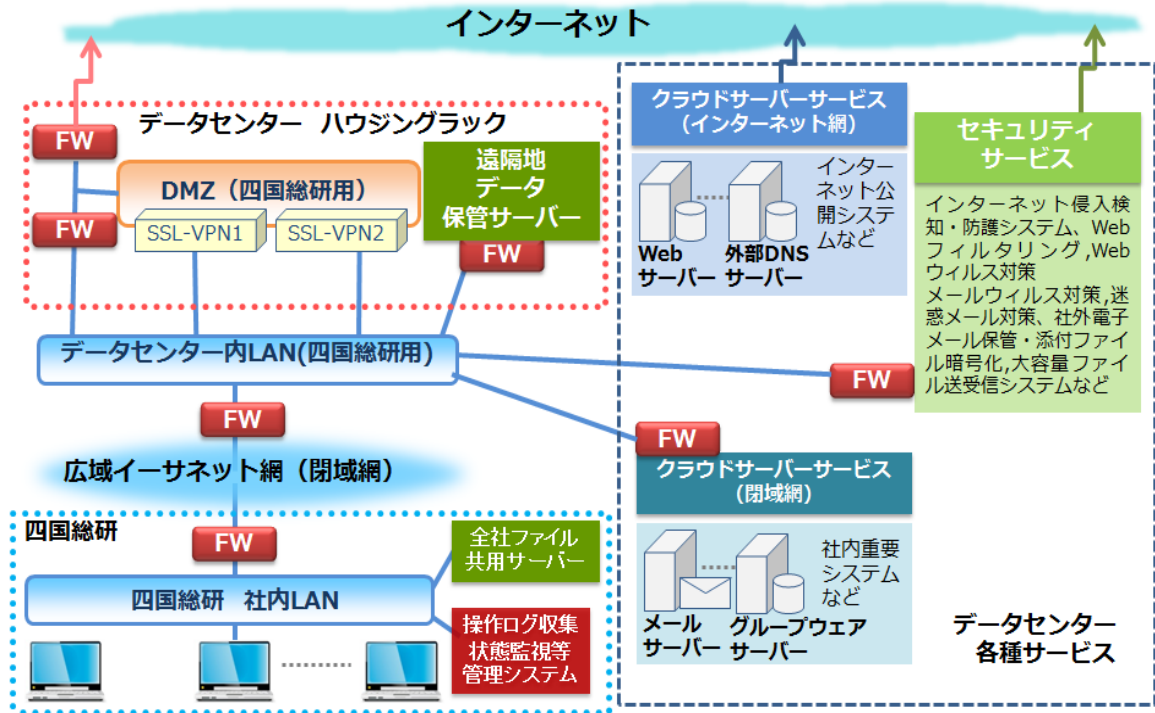 インターネット
データセンター ハウジングラック
FW
DMZ（四国総研用）
SSL-VPN1
SSL-VPN2
FW
遠隔地
データ
保管サーバー
FW
データセンター内LAN(四国総研用)
FW
広域イーサネット網（閉域網）
四国総研
FW
全社ファイル
共用サーバー
四国総研 社内LAN
操作ログ収集
状態監視等
管理システム
クラウドサーバーサービス
（インターネット網）
インター
ネット公
開システ
ムなど
Web
サーバー
外部DNS
サーバー
セキュリティ
サービス
インターネット侵入検
知・防護システム、Web
フィルタリング,Web
ウィルス対策
メールウィルス対策,迷
惑メール対策、社外電子
メール保管・添付ファイ
ル暗号化,大容量ファイ
ル送受信システムなど
FW
FW
クラウドサーバーサービス
（閉域網）
社内重要
システム
など
メール
サーバー
グループウェア
サーバー
データセンター
各種サービス